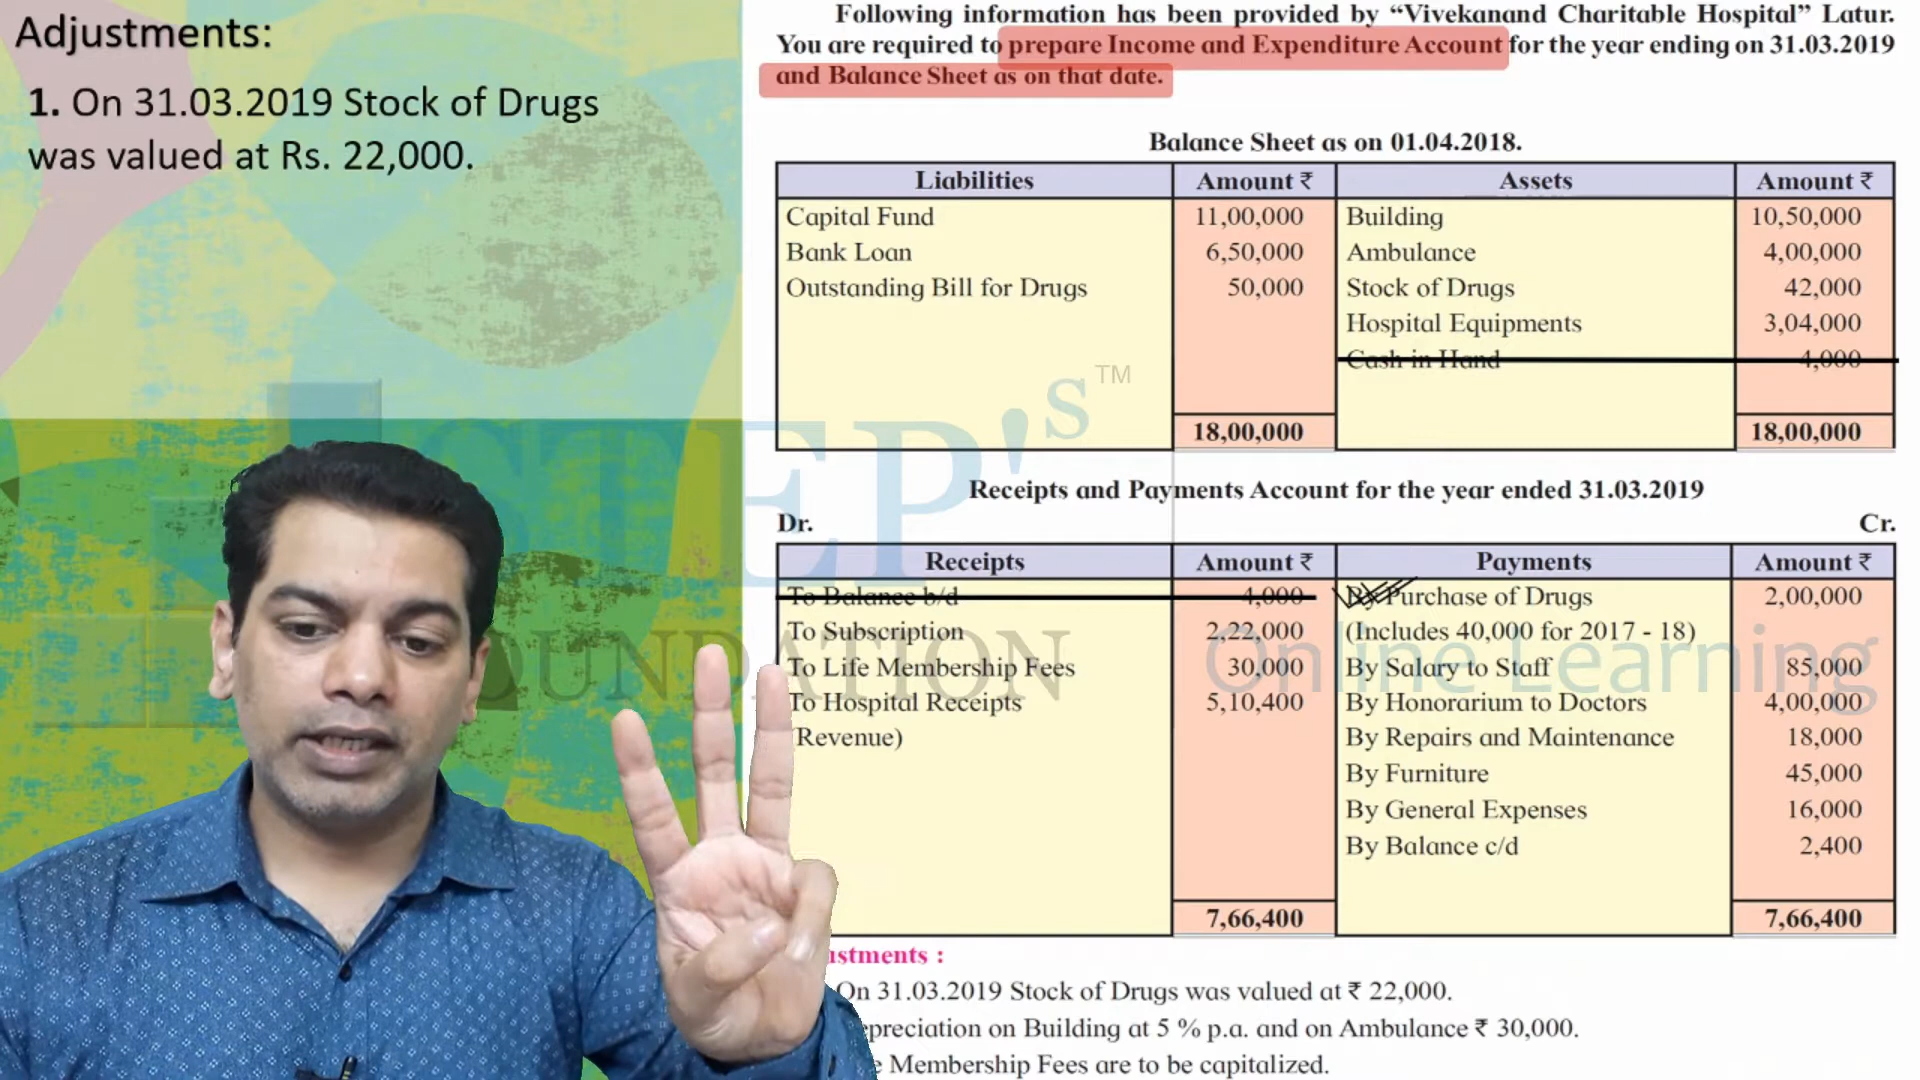 Adjustments:
1. On 31.03.2019 Stock of Drugs
was valued at Rs. 22,000.
Following information has been provided by “Vivekanand Charitable Hospital” Latur.
You are required to prepare Income and Expenditure Account for the year ending on 31.03.2019
and Balance Sheet as on that date.
Balance Sheet as on 01.04.2018.
Liabilities Amount ₹ Assets Amount ₹
Capital Fund 11,00,000 Building 10,50,000
Bank Loan 6,50,000 Ambulance 4,00,000
Outstanding Bill for Drugs 50,000 Stock of Drugs 42,000
Hospital Equipments 3,04,000
Cash in Hand 4,000
18,00,000 18,00,000
STEP's™
FOUNDATION
Online Learning
Receipts and Payments Account for the year ended 31.03.2019
Dr. Cr.
Receipts Amount ₹ Payments Amount ₹
To Balance b/d 4,000 By Purchase of Drugs 2,00,000
To Subscription 2,22,000 (Includes 40,000 for 2017 - 18)
To Life Membership Fees 30,000 By Salary to Staff 85,000
To Hospital Receipts 5,10,400 By Honorarium to Doctors 4,00,000
(Revenue) By Repairs and Maintenance 18,000
By Furniture 45,000
By General Expenses 16,000
By Balance c/d 2,400
7,66,400 7,66,400
ustments :
On 31.03.2019 Stock of Drugs was valued at ₹ 22,000.
epreciation on Building at 5 % p.a. and on Ambulance ₹ 30,000.
e Membership Fees are to be capitalized.